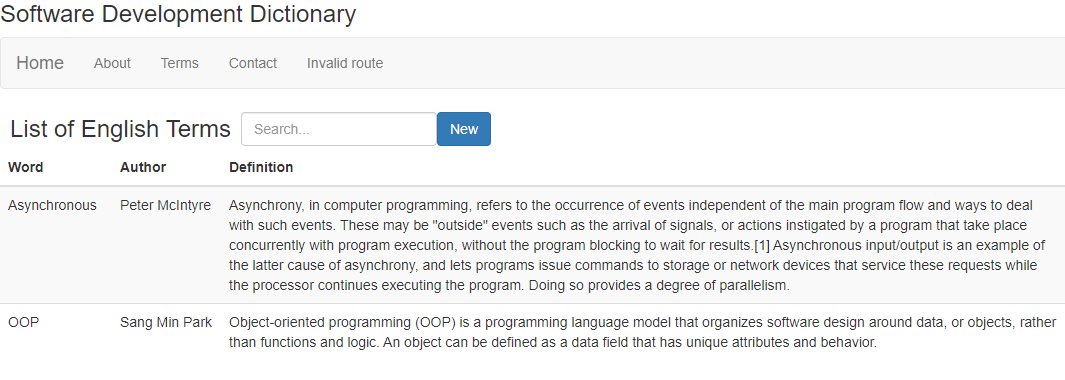 Software Development Dictionary
Home About Terms Contact Invalid route
List of English Terms Search... New
Word Author Definition
Asynchronous Peter McIntyre Asynchrony, in computer programming, refers to the occurrence of events independent of the main program flow and ways to deal
with such events. These may be "outside" events such as the arrival of signals, or actions instigated by a program that take place
concurrently with program execution, without the program blocking to wait for results.[1] Asynchronous input/output is an example of
the latter cause of asynchrony, and lets programs issue commands to storage or network devices that service these requests while
the processor continues executing the program. Doing so provides a degree of parallelism.
OOP Sang Min Park Object-oriented programming (OOP) is a programming language model that organizes software design around data, or objects, rather
than functions and logic. An object can be defined as a data field that has unique attributes and behavior.